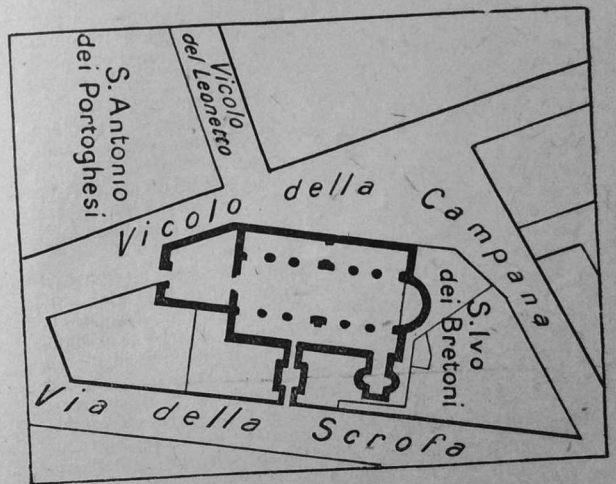 S. Antonio
dei Portoghesi
Vicolo
del Leonetto
Vicolo della Campana
S. Ivo
dei Bretoni
Via della Scrofa